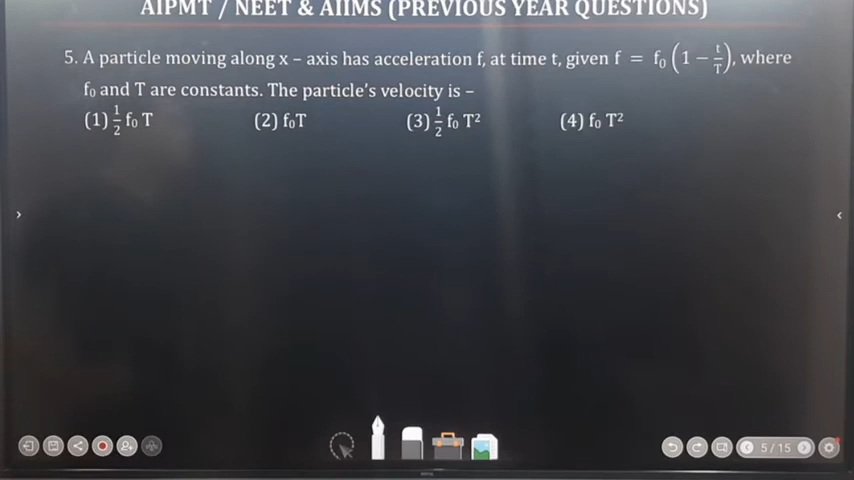 AIPMT / NEET & AIIMS (PREVIOUS YEAR QUESTIONS)
5. A particle moving along x – axis has acceleration f, at time t, given f = f₀ (1 − t/T), where
f₀ and T are constants. The particle's velocity is –
(1) 1/2 f₀ T (2) f₀T (3) 1/2 f₀ T² (4) f₀ T²
5 / 15